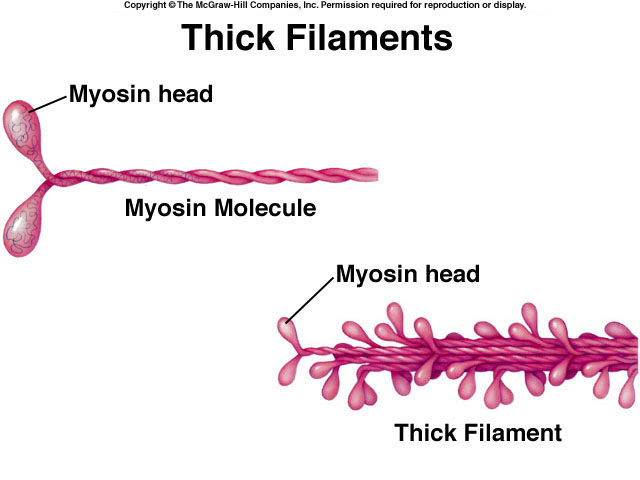 Copyright © The McGraw-Hill Companies, Inc. Permission required for reproduction or display.
Thick Filaments
Myosin head
Myosin Molecule
Myosin head
Thick Filament